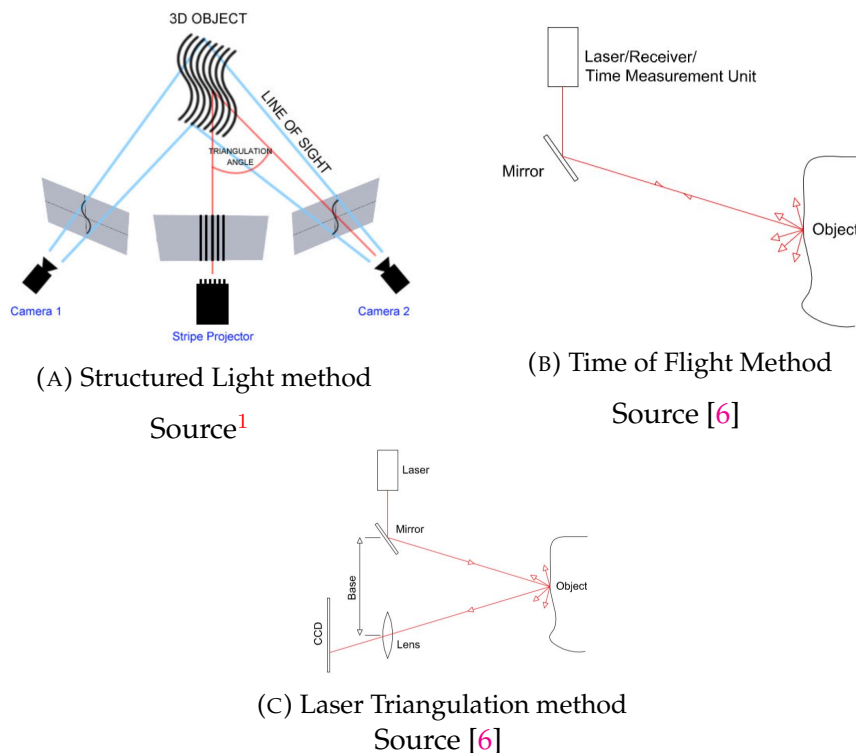 3D OBJECT
LINE OF SIGHT
TRIANGULATION
ANGLE
Camera 1
Camera 2
Stripe Projector
(A) Structured Light method
Source1
Laser/Receiver/
Time Measurement Unit
Mirror
Object
(B) Time of Flight Method
Source [6]
Laser
Mirror
Base
Object
CCD
Lens
(C) Laser Triangulation method
Source [6]